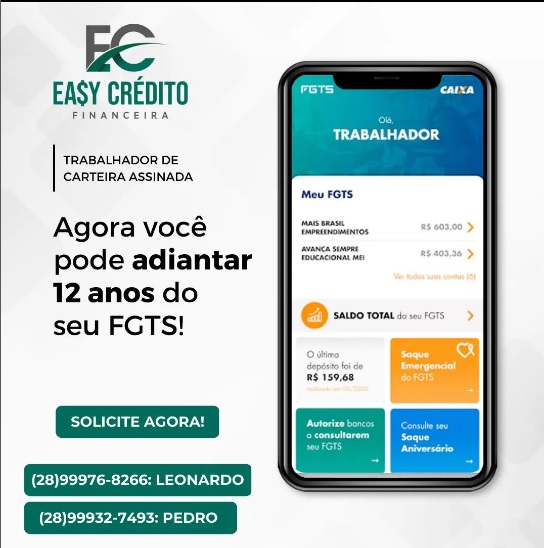 EC
EA$Y CRÉDITO
FINANCEIRA
TRABALHADOR DE
CARTEIRA ASSINADA
Agora você
pode adiantar
12 anos do
seu FGTS!
SOLICITE AGORA!
(28)99976-8266: LEONARDO
(28)99932-7493: PEDRO
FGTS CAIXA
Olá,
TRABALHADOR
Meu FGTS
MAIS BRASIL
EMPREENDIMENTOS
R$ 603,00
AVANÇA SEMPRE
EDUCACIONAL MEI
R$ 403,36
Ver todas suas contas (6)
SALDO TOTAL do seu FGTS
O último
depósito foi de
R$ 159,68
Saque
Emergencial
do FGTS
Autorize bancos
a consultarem
seu FGTS
Consulte seu
Saque
Aniversário